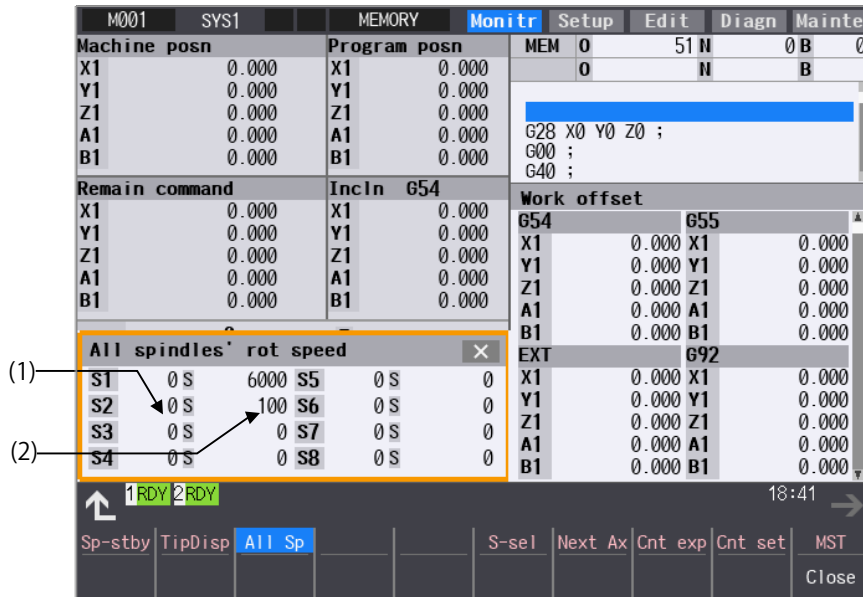 M001 SYS1 MEMORY Monitr Setup Edit Diagn Mainte
Machine posn
X1 0.000
Y1 0.000
Z1 0.000
A1 0.000
B1 0.000
Program posn
X1 0.000
Y1 0.000
Z1 0.000
A1 0.000
B1 0.000
MEM O 51 N 0 B 0
O N B
G28 X0 Y0 Z0 ;
G00 ;
G40 ;
Remain command
X1 0.000
Y1 0.000
Z1 0.000
A1 0.000
B1 0.000
Incln G54
X1 0.000
Y1 0.000
Z1 0.000
A1 0.000
B1 0.000
Work offset
G54 G55
X1 0.000 X1 0.000
Y1 0.000 Y1 0.000
Z1 0.000 Z1 0.000
A1 0.000 A1 0.000
B1 0.000 B1 0.000
EXT G92
X1 0.000 X1 0.000
Y1 0.000 Y1 0.000
Z1 0.000 Z1 0.000
A1 0.000 A1 0.000
B1 0.000 B1 0.000
All spindles' rot speed
S1 0 S 6000 S5 0 S 0
S2 0 S 100 S6 0 S 0
S3 0 S 0 S7 0 S 0
S4 0 S 0 S8 0 S 0
(1)
(2)
1 RDY 2 RDY 18:41
Sp-stby TipDisp All Sp S-sel Next Ax Cnt exp Cnt set MST
Close